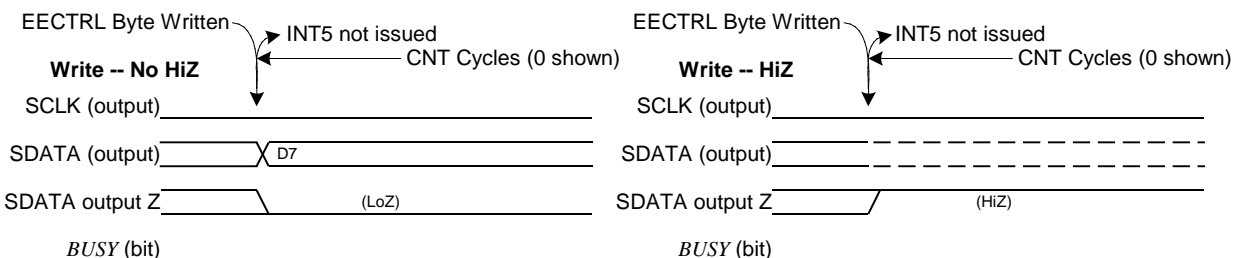 EECTRL Byte Written
INT5 not issued
CNT Cycles (0 shown)
Write -- No HiZ
SCLK (output)
SDATA (output)
D7
SDATA output Z
(LoZ)
BUSY (bit)
EECTRL Byte Written
INT5 not issued
CNT Cycles (0 shown)
Write -- HiZ
SCLK (output)
SDATA (output)
SDATA output Z
(HiZ)
BUSY (bit)